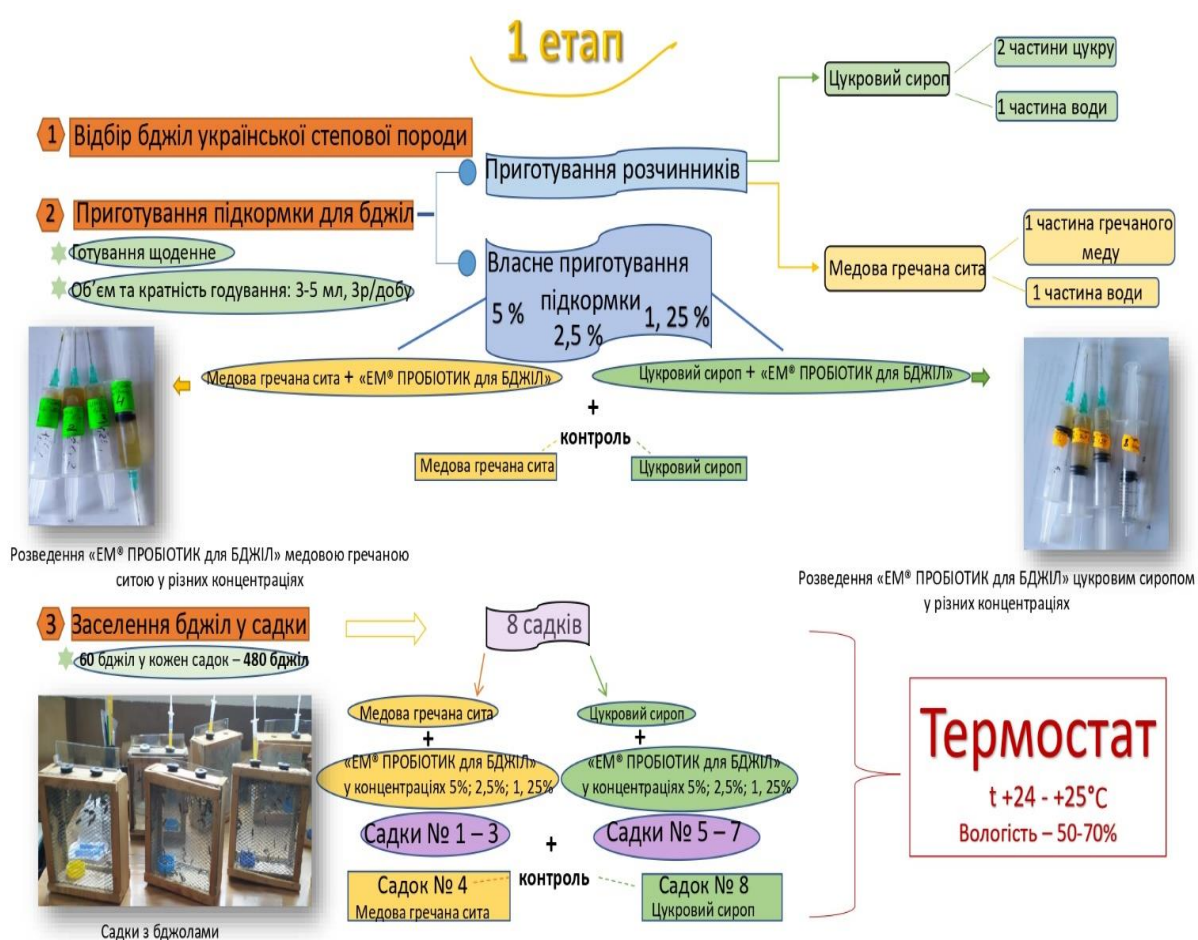 1 етап
1 Відбір бджіл української степової породи
2 Приготування підкормки для бджіл
Готування щоденне
Об’єм та кратність годування: 3-5 мл, 3р/добу
Приготування розчинників
Цукровий сироп
2 частини цукру
1 частина води
Медова гречана сита
1 частина гречаного
меду
1 частина води
Власне приготування
підкормки
5 %
2,5 %
1, 25 %
Медова гречана сита + «ЕМ® ПРОБІОТИК для БДЖІЛ»
Цукровий сироп + «ЕМ® ПРОБІОТИК для БДЖІЛ»
+
контроль
Медова гречана сита
Цукровий сироп
Розведення «ЕМ® ПРОБІОТИК для БДЖІЛ» медовою гречаною
ситою у різних концентраціях
Розведення «ЕМ® ПРОБІОТИК для БДЖІЛ» цукровим сиропом
у різних концентраціях
3 Заселення бджіл у садки
60 бджіл у кожен садок – 480 бджіл
8 садків
Медова гречана сита
+
«ЕМ® ПРОБІОТИК для БДЖІЛ»
у концентраціях 5%; 2,5%; 1, 25%
Садки № 1 – 3
Цукровий сироп
+
«ЕМ® ПРОБІОТИК для БДЖІЛ»
у концентраціях 5%; 2,5%; 1, 25%
Садки № 5 – 7
+
контроль
Садок № 4
Медова гречана сита
Садок № 8
Цукровий сироп
Термостат
t +24 - +25°C
Вологість – 50-70%
Садки з бджолами